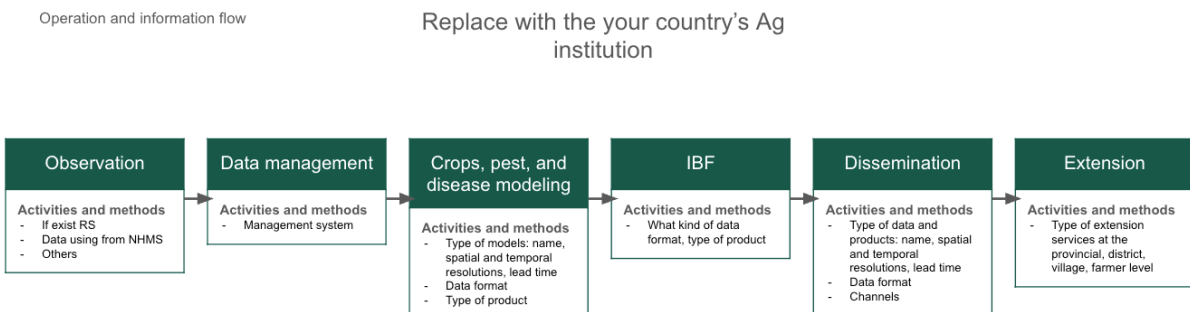 Operation and information flow
Replace with the your country's Ag
institution
Observation
Activities and methods
- If exist RS
- Data using from NHMS
- Others
Data management
Activities and methods
- Management system
Crops, pest, and
disease modeling
Activities and methods
- Type of models: name,
spatial and temporal
resolutions, lead time
- Data format
- Type of product
IBF
Activities and methods
- What kind of data
format, type of product
Dissemination
Activities and methods
- Type of data and
products: name, spatial
and temporal
resolutions, lead time
- Data format
- Channels
Extension
Activities and methods
- Type of extension
services at the
provincial, district,
village, farmer level